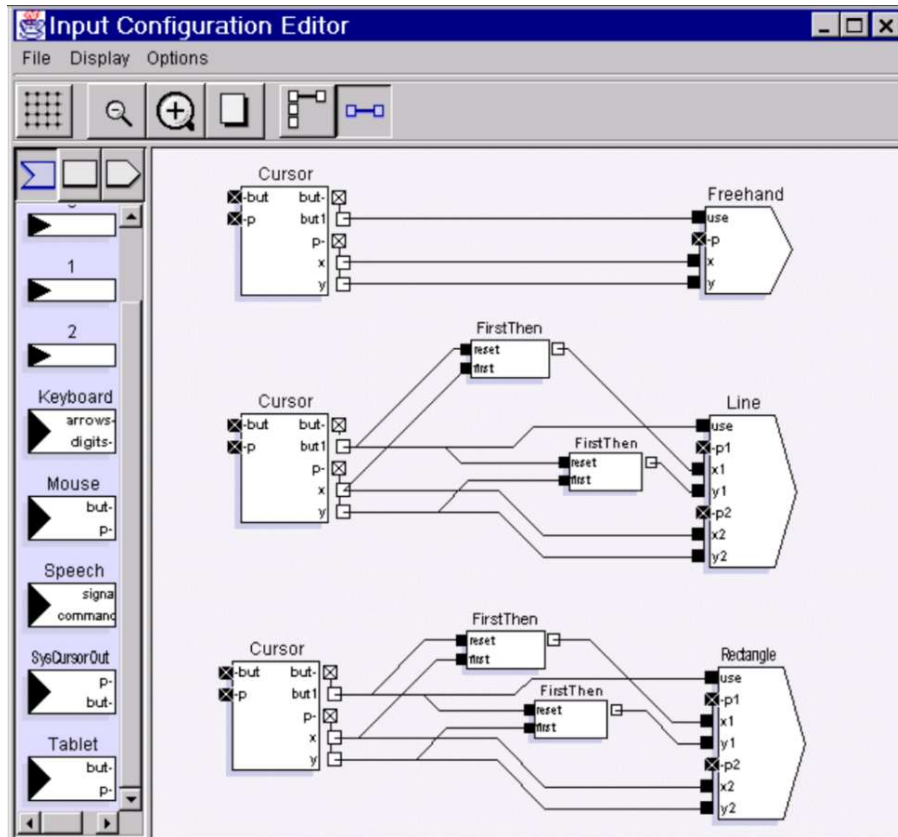 Input Configuration Editor
File Display Options
1
2
Keyboard
arrows-
digits-
Mouse
but-
p-
Speech
signa
command
SysCursorOut
p-
but-
Tablet
but-
p-
Cursor
-but but-
-p but1
p-
x
y
Freehand
use
-p
x
y
FirstThen
reset
first
Cursor
-but but-
-p but1
p-
x
y
FirstThen
reset
first
Line
use
-p1
x1
y1
-p2
x2
y2
FirstThen
reset
first
Cursor
-but but-
-p but1
p-
x
y
FirstThen
reset
first
Rectangle
use
-p1
x1
y1
-p2
x2
y2